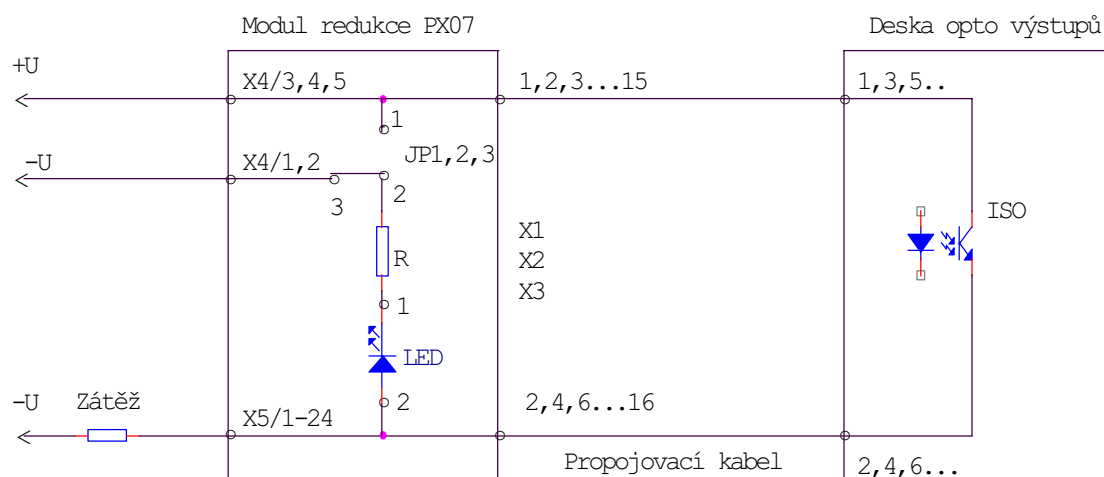 Modul redukce PX07
Deska opto výstupů
+U
X4/3,4,5
1,2,3...15
1,3,5..
1
JP1,2,3
-U
X4/1,2
2
3
ISO
X1
R
X2
X3
1
LED
2
-U
Zátěž
X5/1-24
2,4,6...16
Propojovací kabel
2,4,6...